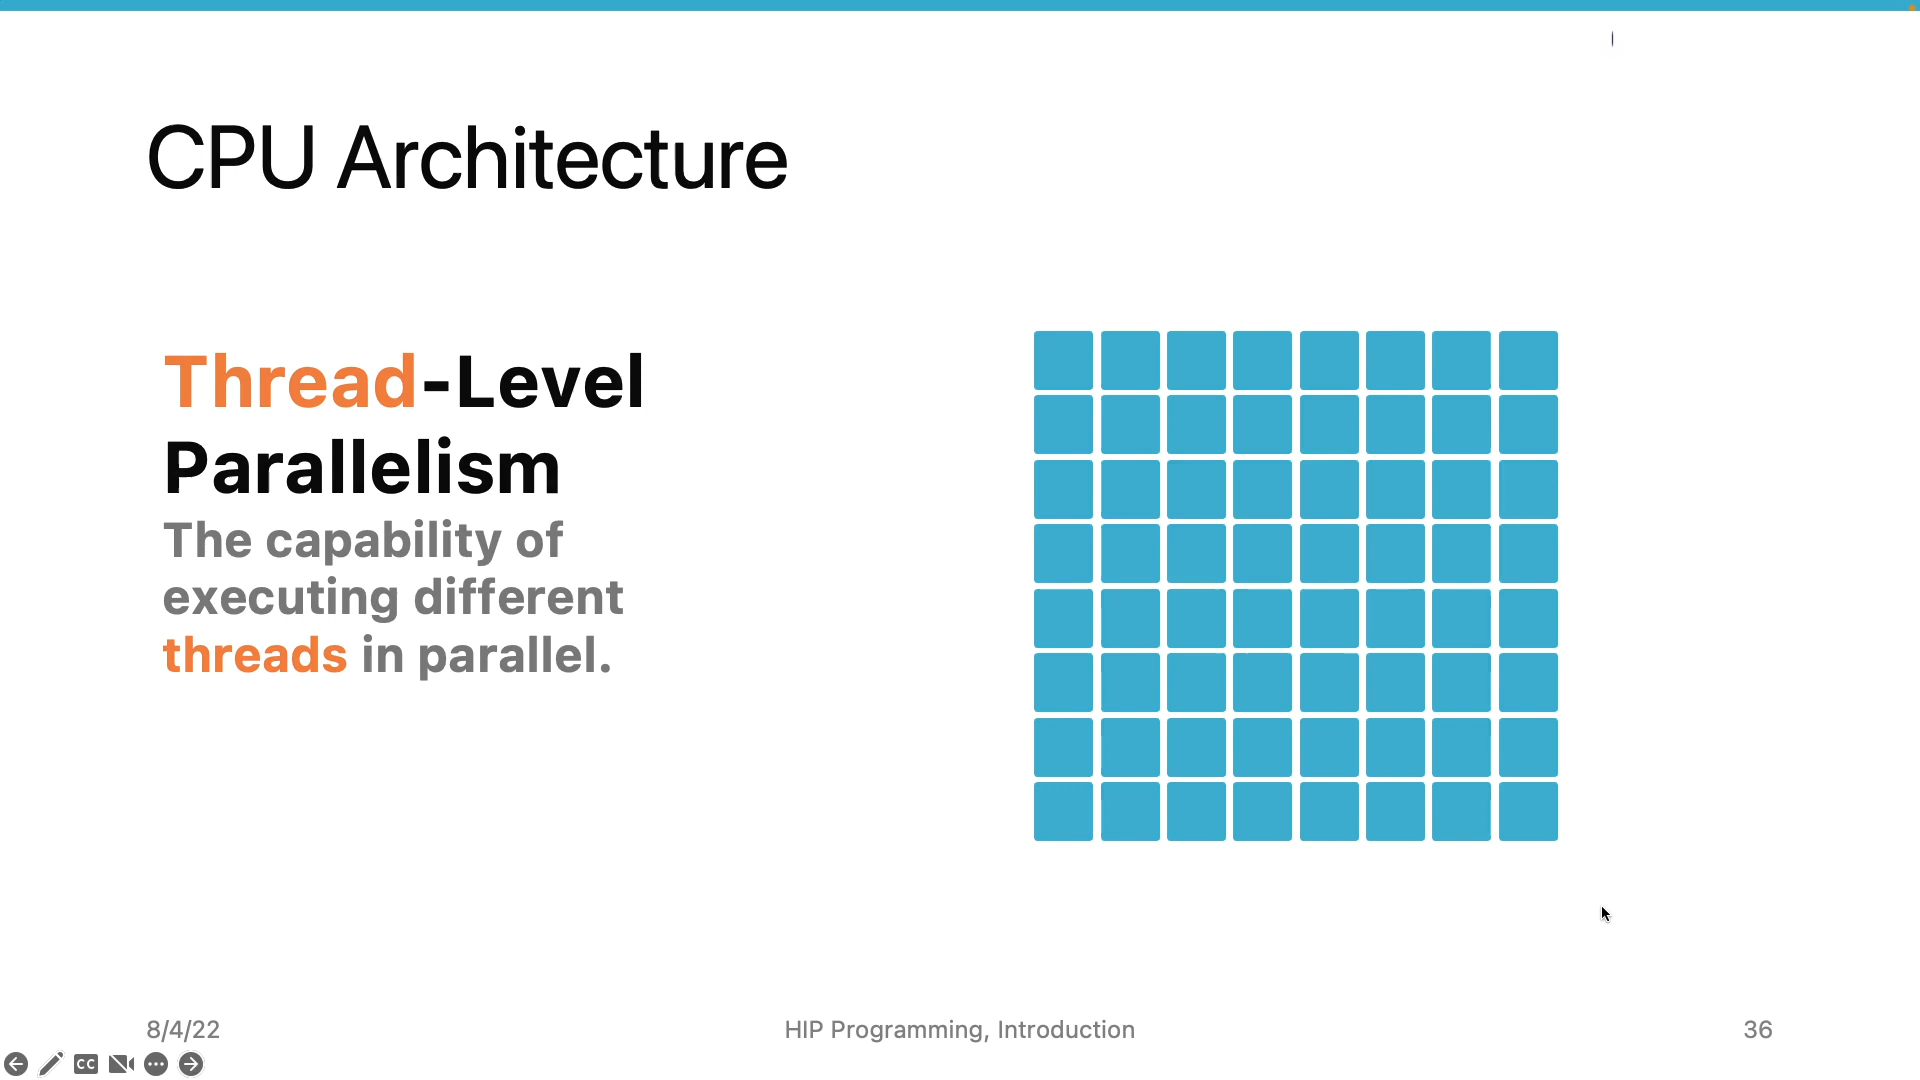 CPU Architecture
Thread-Level
Parallelism
The capability of
executing different
threads in parallel.
8/4/22
HIP Programming, Introduction
36
CC